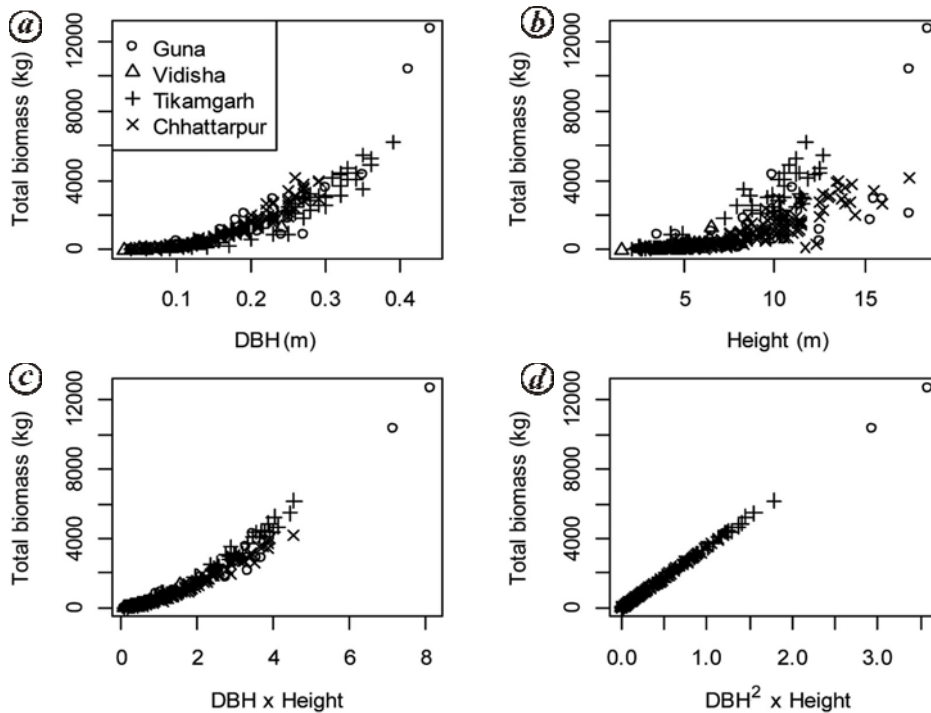 a
Total biomass (kg)
0 4000 8000 12000
Guna
Vidisha
Tikamgarh
Chhattarpur
0.1 0.2 0.3 0.4
DBH (m)
b
Total biomass (kg)
0 4000 8000 12000
5 10 15
Height (m)
c
Total biomass (kg)
0 4000 8000 12000
0 2 4 6 8
DBH x Height
d
Total biomass (kg)
0 4000 8000 12000
0.0 1.0 2.0 3.0
DBH² x Height